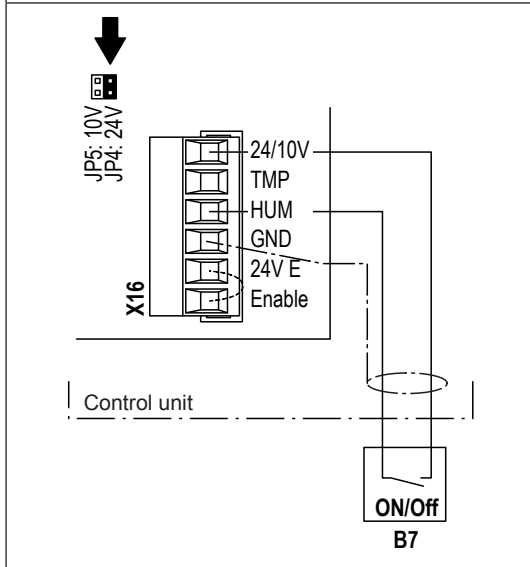 JP5: 10V
JP4: 24V
24/10V
TMP
HUM
GND
24V E
Enable
X16
Control unit
ON/Off
B7